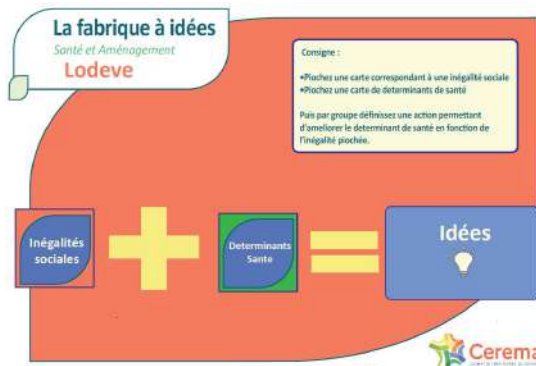 La fabrique à idées
Santé et Aménagement
Lodeve
Consigne :
•Piochez une carte correspondant à une inégalité sociale
•Piochez une carte de determinants de santé
Puis par groupe définissez une action permettant
d'ameliorer le determinant de santé en fonction de
l'inégalité piochée.
Inégalités
sociales
Determinants
Sante
Idées
Cerema